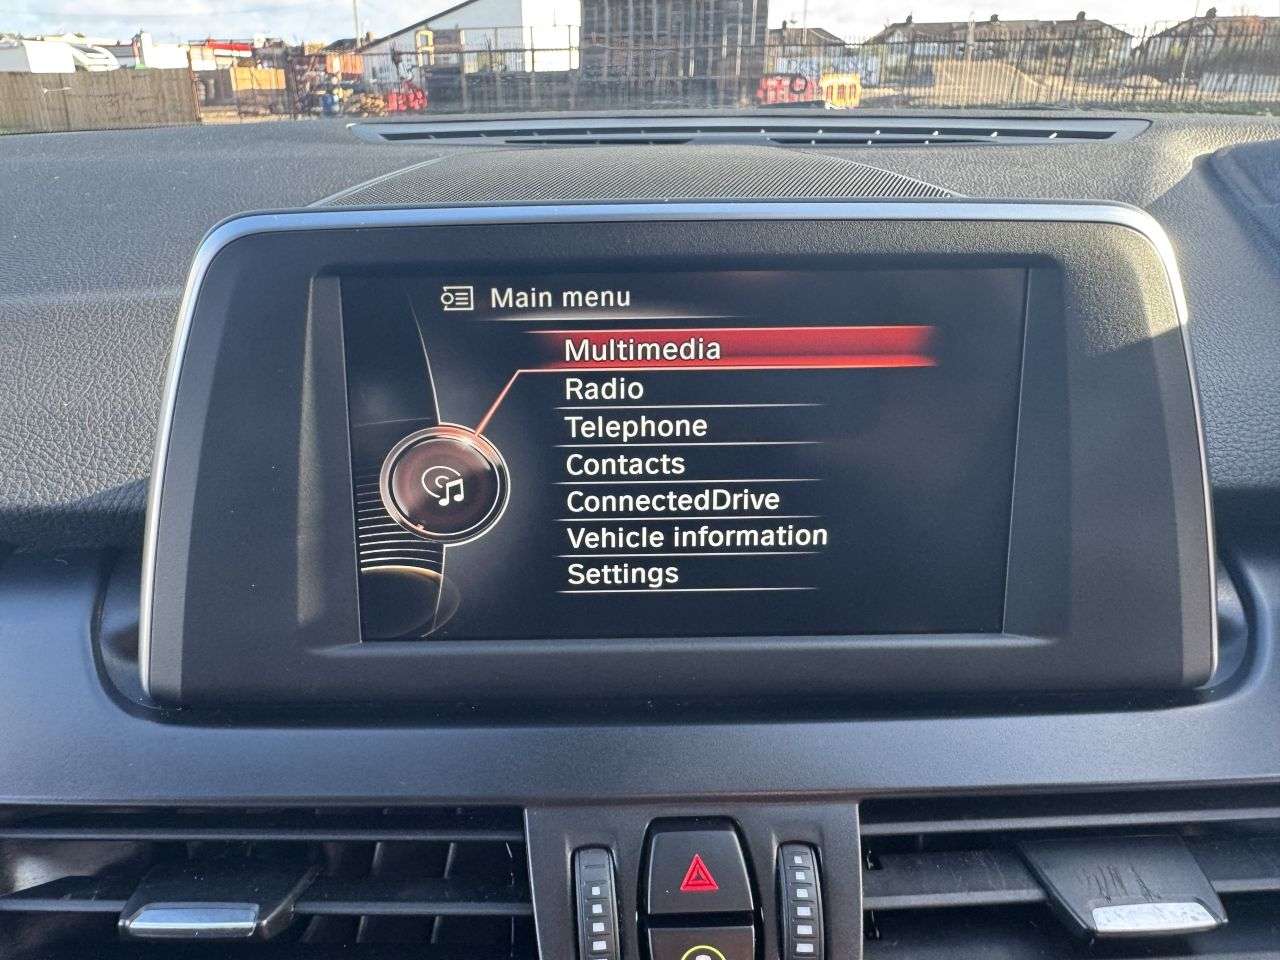 Main menu
Multimedia
Radio
Telephone
Contacts
ConnectedDrive
Vehicle information
Settings